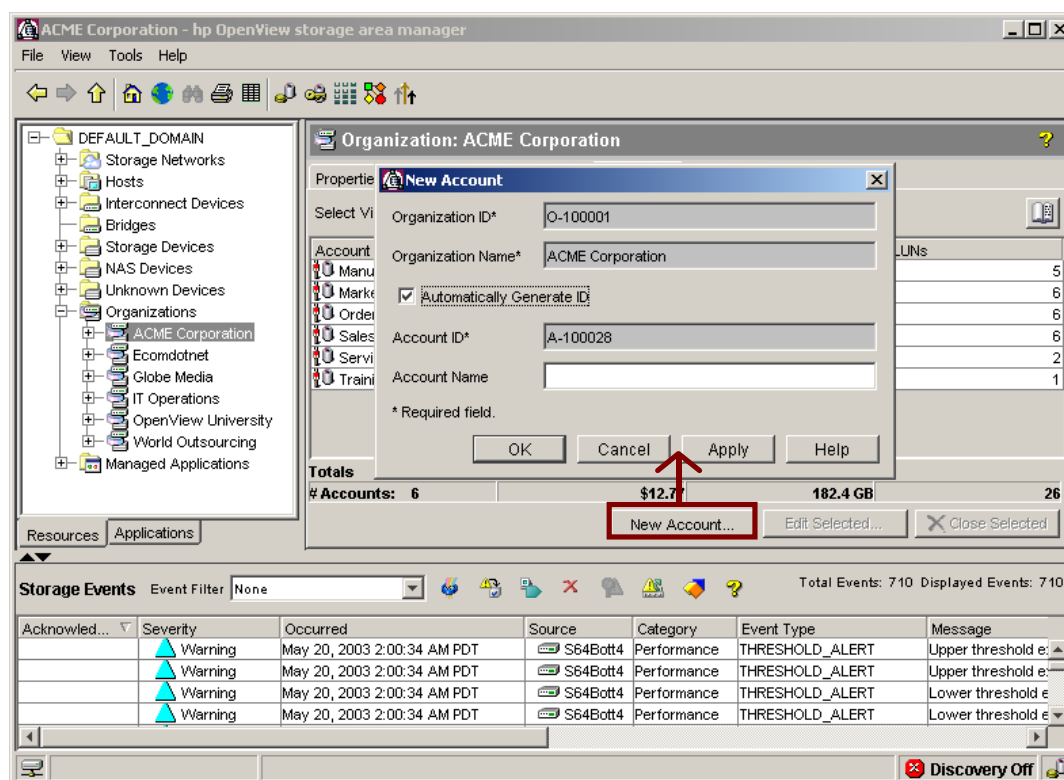 ACME Corporation - hp OpenView storage area manager
File View Tools Help
DEFAULT_DOMAIN
Storage Networks
Hosts
Interconnect Devices
Bridges
Storage Devices
NAS Devices
Unknown Devices
Organizations
ACME Corporation
Ecomdotnet
Globe Media
IT Operations
OpenView University
World Outsourcing
Managed Applications
Resources Applications
Organization: ACME Corporation
Propertie
Select Vi
Account LUNs
Manu 5
Marke 6
Order 6
Sales 6
Servi 2
Traini 1
New Account
Organization ID* O-100001
Organization Name* ACME Corporation
Automatically Generate ID
Account ID* A-100028
Account Name
* Required field.
OK Cancel Apply Help
Totals
# Accounts: 6 $12.77 182.4 GB 26
New Account... Edit Selected... Close Selected
Storage Events Event Filter None Total Events: 710 Displayed Events: 710
Acknowled... Severity Occurred Source Category Event Type Message
Warning May 20, 2003 2:00:34 AM PDT S64Bott4 Performance THRESHOLD_ALERT Upper threshold e
Warning May 20, 2003 2:00:34 AM PDT S64Bott4 Performance THRESHOLD_ALERT Upper threshold e
Warning May 20, 2003 2:00:34 AM PDT S64Bott4 Performance THRESHOLD_ALERT Lower threshold e
Warning May 20, 2003 2:00:34 AM PDT S64Bott4 Performance THRESHOLD_ALERT Lower threshold e
Discovery Off